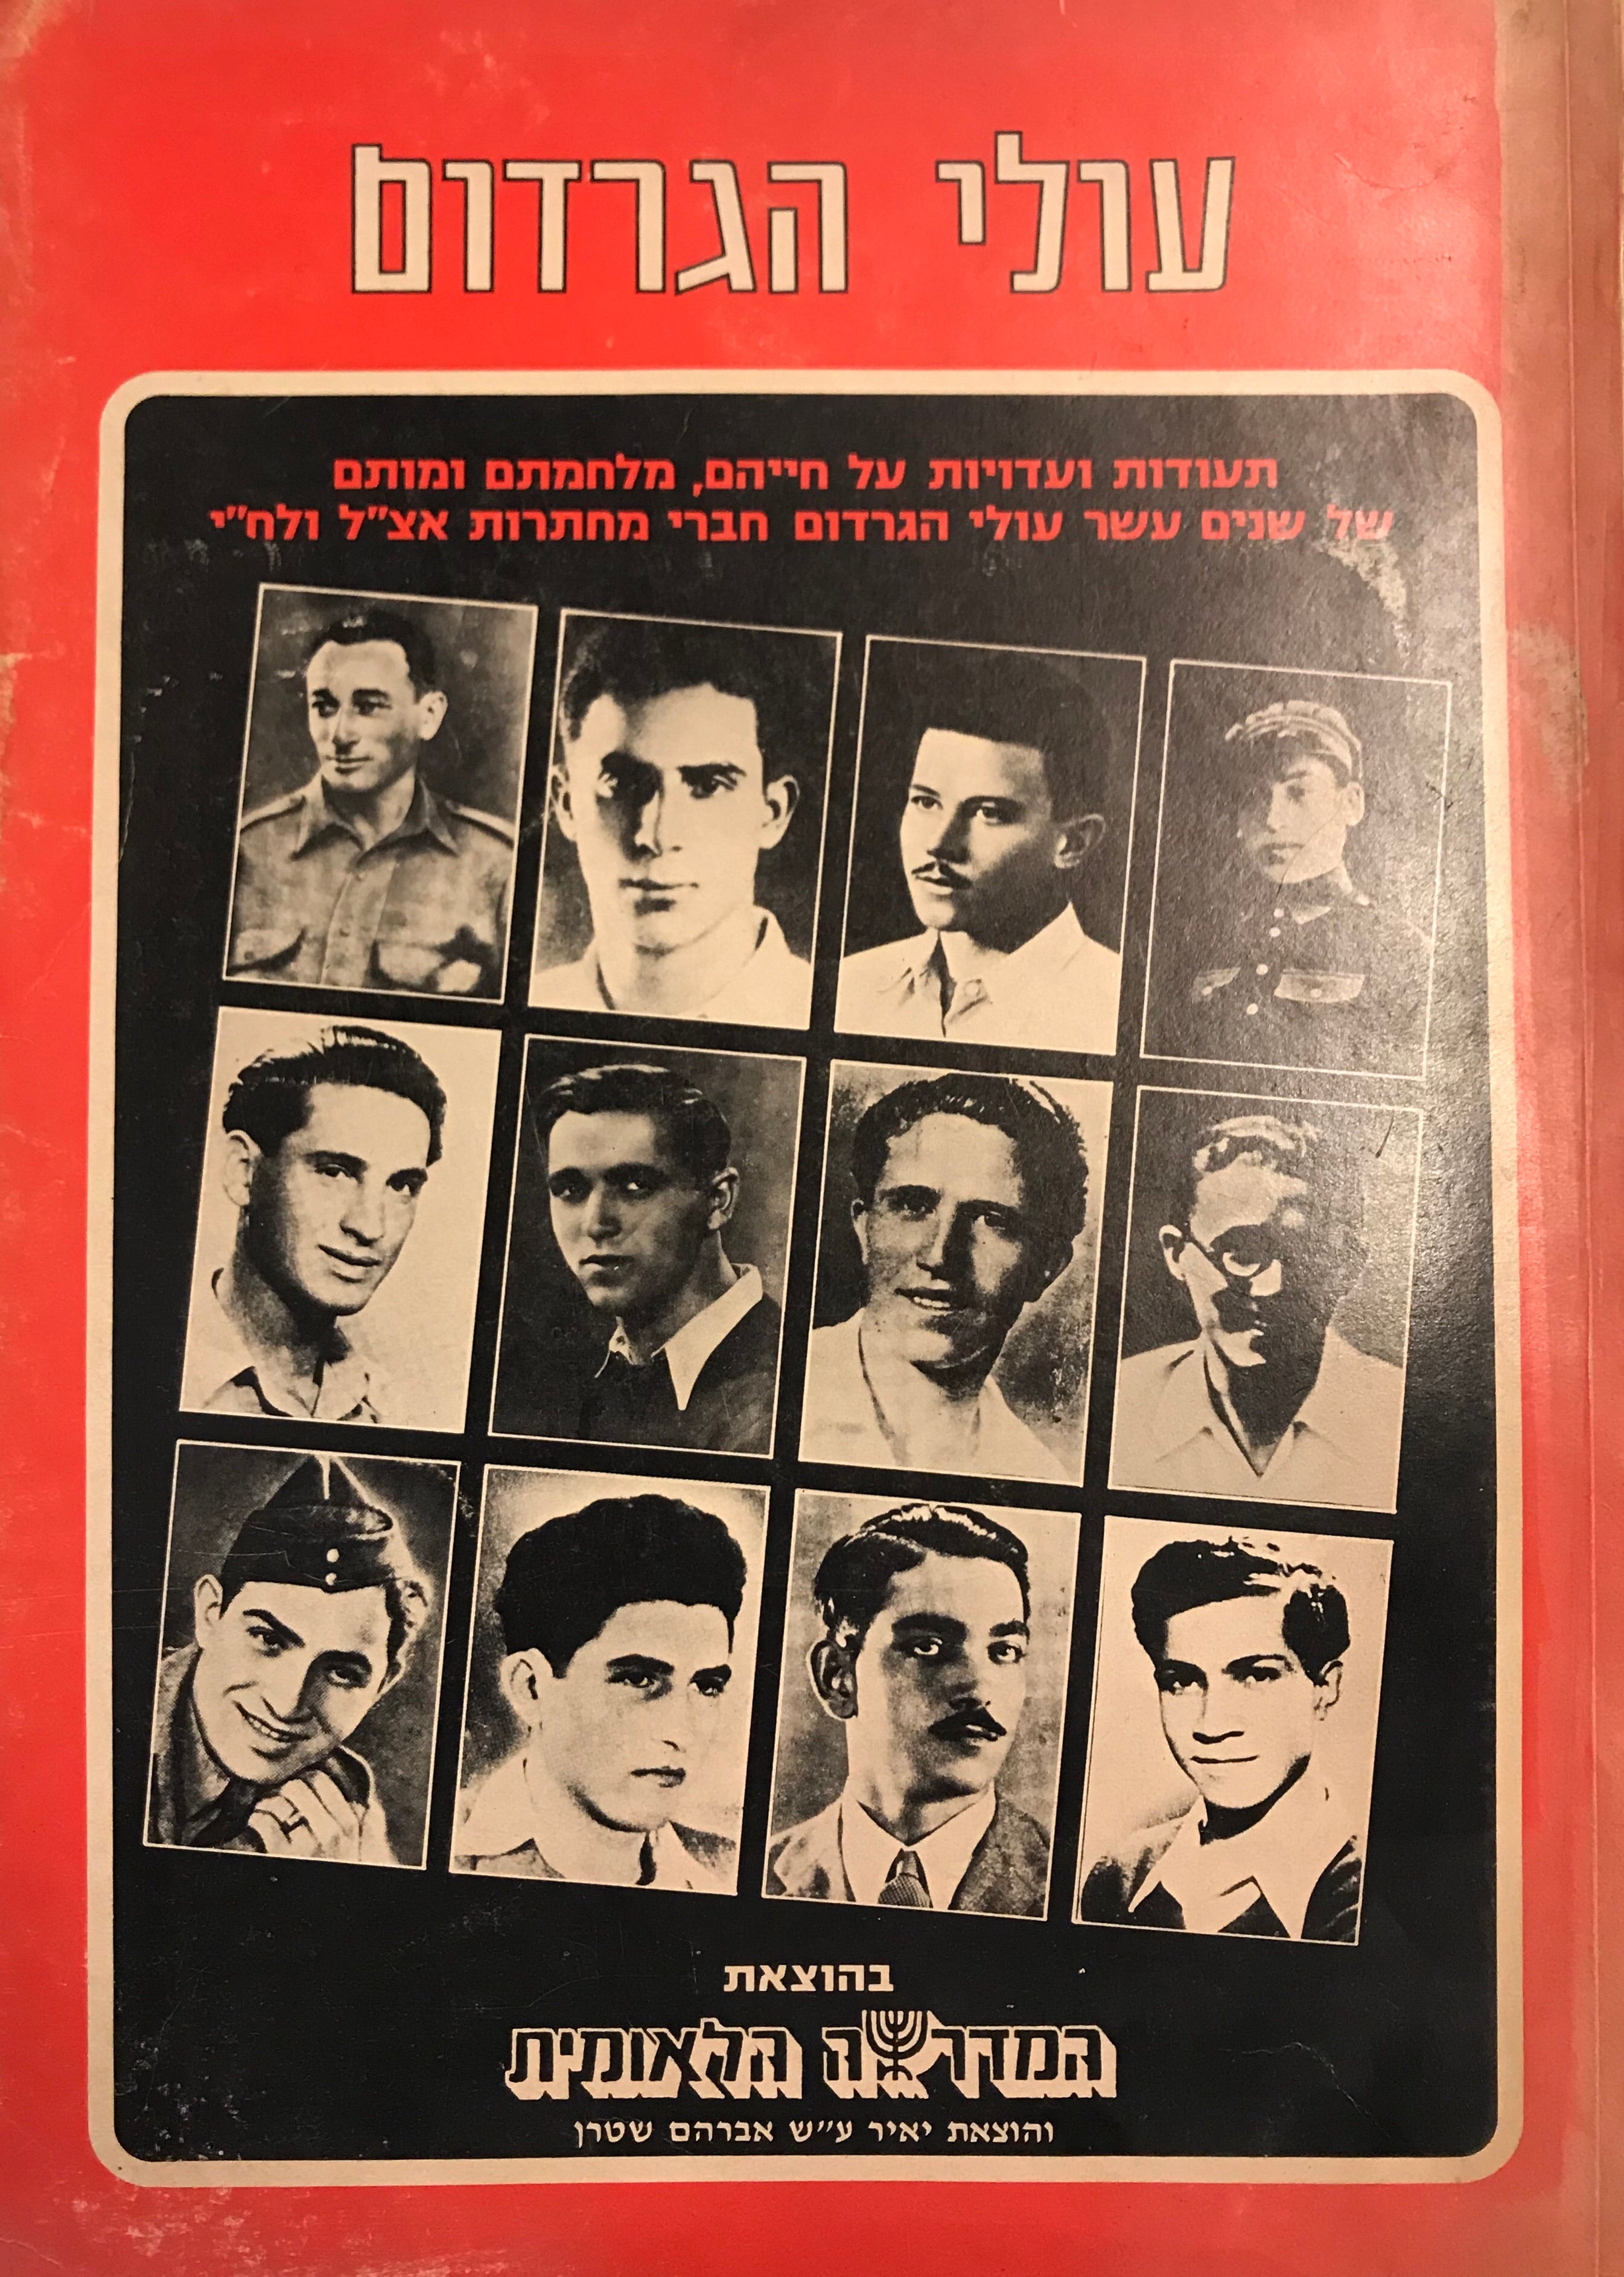 עולי הגרדום
תעודות ועדויות על חייהם, מלחמתם ומותם
של שנים עשר עולי הגרדום חברי מחתרות אצ"ל ולח"י
בהוצאת
המדרשה הלאומית
והוצאת יאיר ע״ש אברהם שטרן